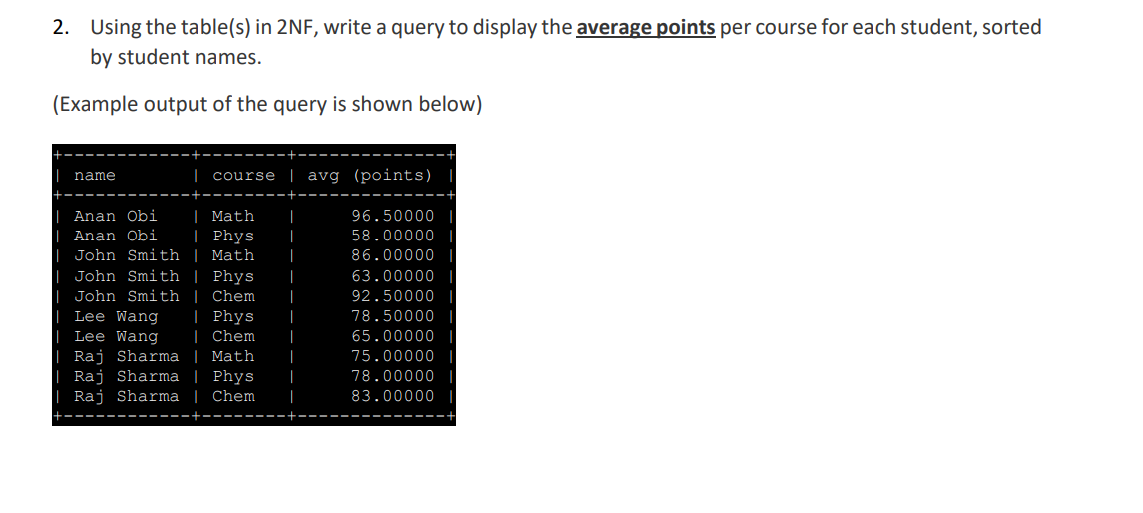 2. Using the table(s) in 2NF, write a query to display the average points per course for each student, sorted
by student names.
(Example output of the query is shown below)
+------------+--------+--------------+
| name | course | avg (points) |
+------------+--------+--------------+
| Anan Obi | Math | 96.50000 |
| Anan Obi | Phys | 58.00000 |
| John Smith | Math | 86.00000 |
| John Smith | Phys | 63.00000 |
| John Smith | Chem | 92.50000 |
| Lee Wang | Phys | 78.50000 |
| Lee Wang | Chem | 65.00000 |
| Raj Sharma | Math | 75.00000 |
| Raj Sharma | Phys | 78.00000 |
| Raj Sharma | Chem | 83.00000 |
+------------+--------+--------------+